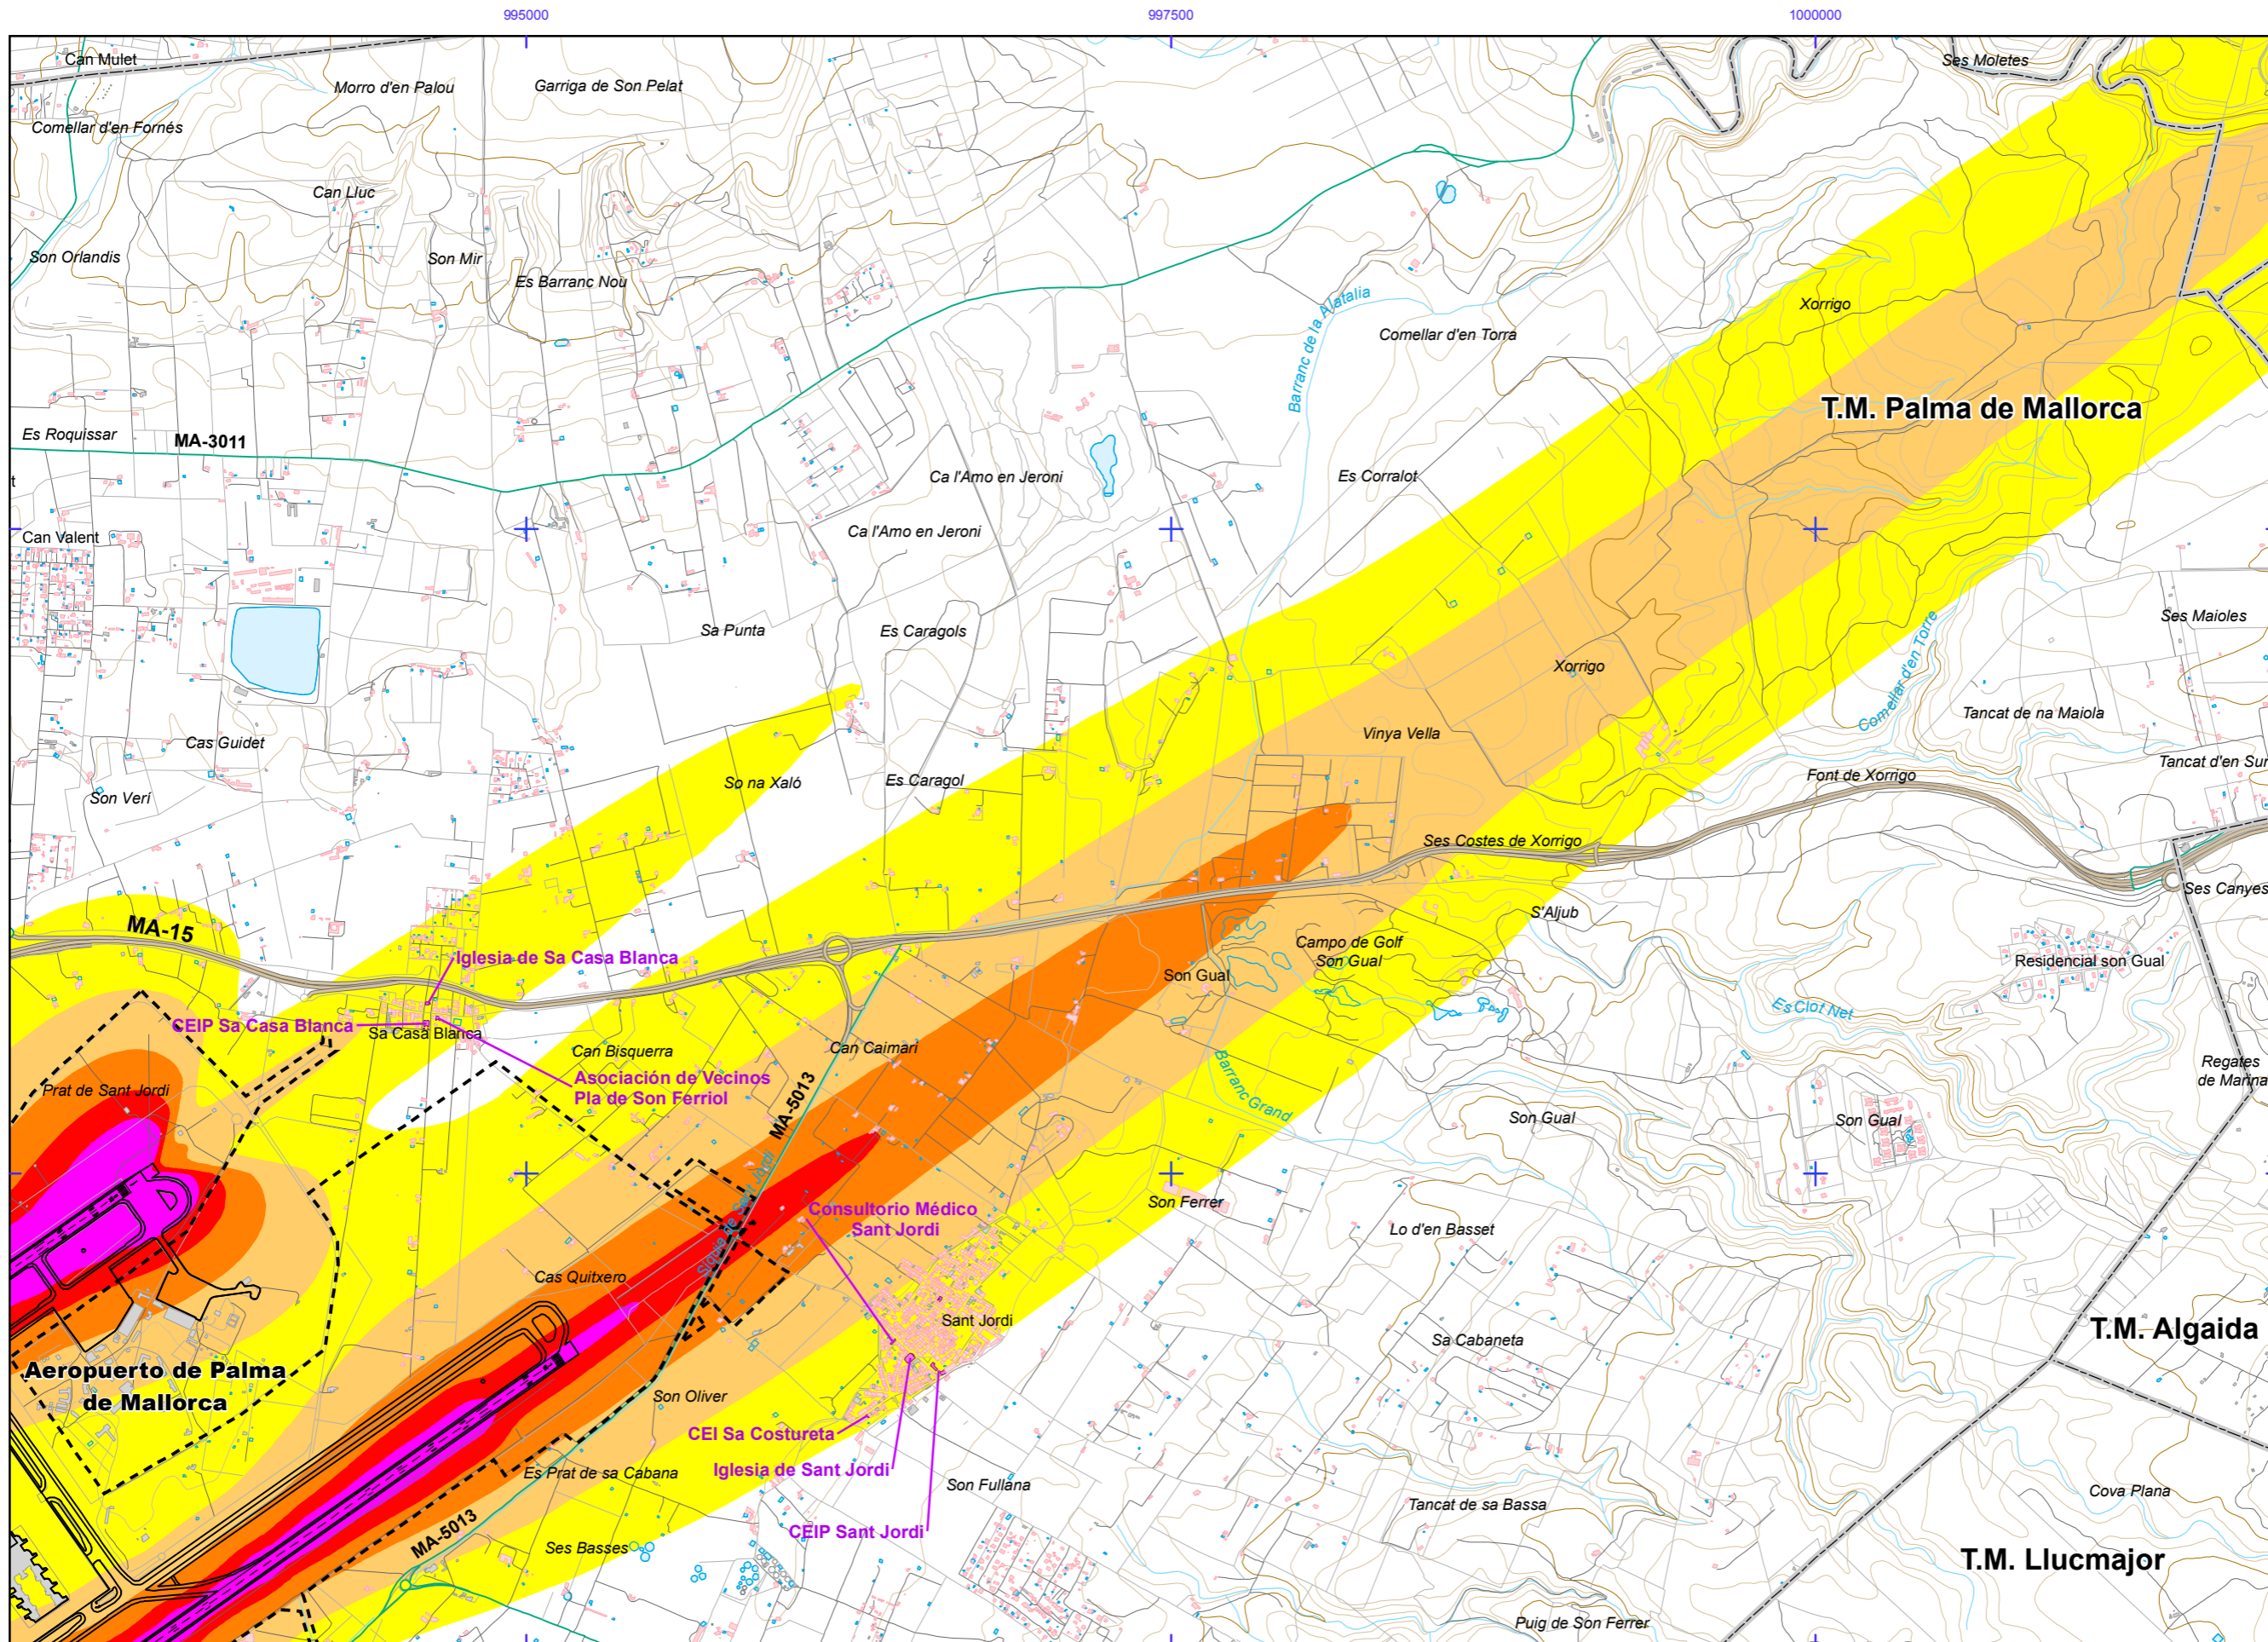 995000
997500
1000000
Can Mulet
Morro d'en Palou
Garriga de Son Pelat
Ses Moletes
Comellar d'en Fornés
Can Lluc
Son Orlandis
Son Mir
Es Barranc Nou
Barranc de la Alatalia
Xorrigo
Comellar d'en Torra
T.M. Palma de Mallorca
Es Roquissar
MA-3011
Ca l'Amo en Jeroni
Es Corralot
t
Can Valent
Ca l'Amo en Jeroni
Sa Punta
Es Caragols
Ses Maioles
Xorrigo
Comellar d'en Torre
Tancat de na Maiola
Cas Guidet
Vinya Vella
Tancat d'en Sur
Son Verí
So na Xaló
Es Caragol
Font de Xorrigo
Ses Costes de Xorrigo
Ses Canyes
MA-15
S'Aljub
Iglesia de Sa Casa Blanca
Campo de Golf
Son Gual
Son Gual
Residencial son Gual
CEIP Sa Casa Blanca
Sa Casa Blanca
Es Clot Net
Can Bisquerra
Can Caimari
Regates
de Marina
Prat de Sant Jordi
Asociación de Vecinos
Pla de Son Ferriol
MA-5013
Barranc Grand
Son Gual
Son Gual
Siquia de Sant Jordi
Consultorio Médico
Sant Jordi
Son Ferrer
Lo d'en Basset
Cas Quitxero
Sant Jordi
Sa Cabaneta
T.M. Algaida
Aeropuerto de Palma
de Mallorca
Son Oliver
CEI Sa Costureta
Iglesia de Sant Jordi
Es Prat de sa Cabana
Son Fullana
Cova Plana
Tancat de sa Bassa
MA-5013
CEIP Sant Jordi
Ses Basses
T.M. Llucmajor
Puig de Son Ferrer